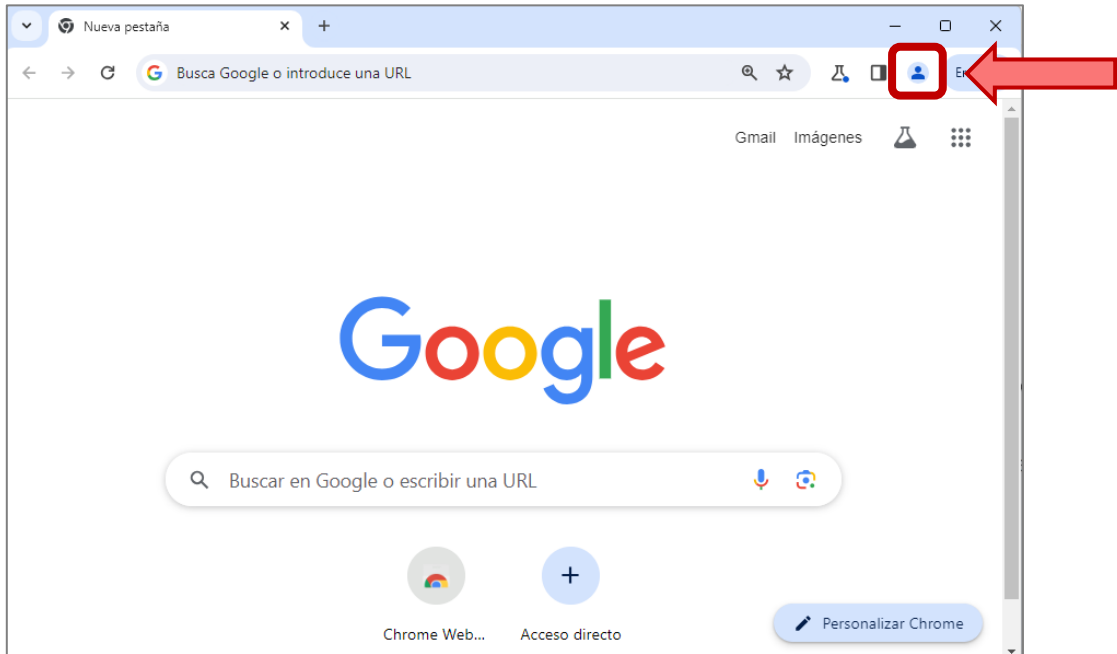 Nueva pestaña
Busca Google o introduce una URL
Gmail Imágenes
Google
Buscar en Google o escribir una URL
Chrome Web... Acceso directo
Personalizar Chrome